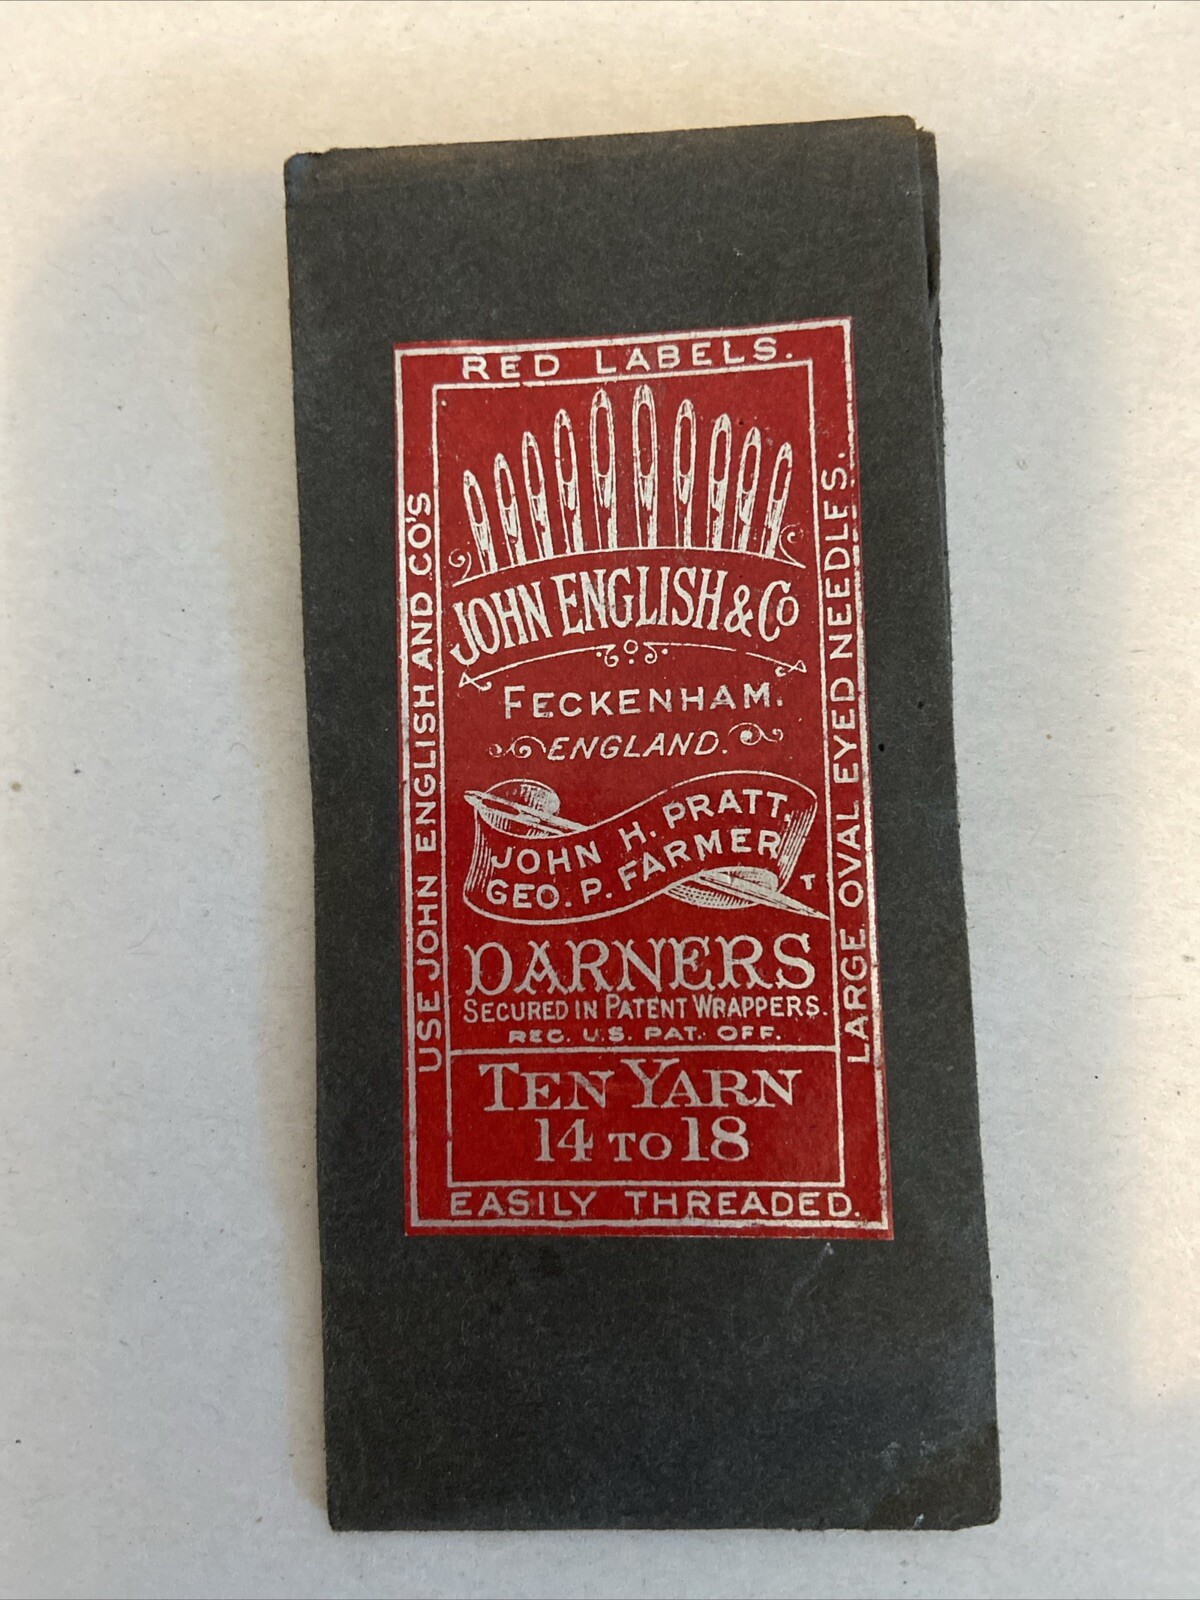 RED LABELS.
USE JOHN ENGLISH AND CO'S
LARGE OVAL EYED NEEDLES.
JOHN ENGLISH & Co
FECKENHAM.
ENGLAND.
JOHN H. PRATT,
GEO. P. FARMER
T
DARNERS
SECURED IN PATENT WRAPPERS.
REG. U.S. PAT. OFF.
TEN YARN
14 TO 18
EASILY THREADED.